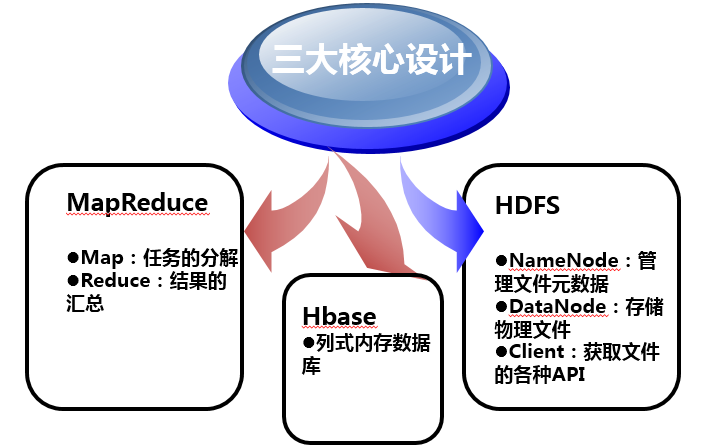 三大核心设计
MapReduce
●Map：任务的分解
●Reduce：结果的
汇总
Hbase
●列式内存数据
库
HDFS
●NameNode：管
理文件元数据
●DataNode：存储
物理文件
●Client：获取文件
的各种API